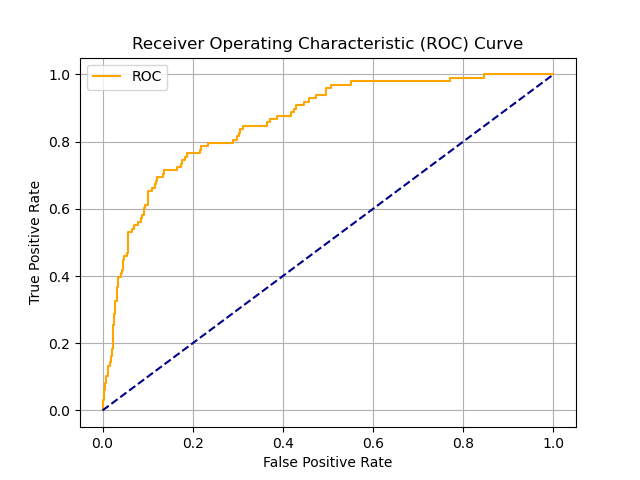 Receiver Operating Characteristic (ROC) Curve
ROC
1.0
0.8
0.6
0.4
0.2
0.0
True Positive Rate
0.0 0.2 0.4 0.6 0.8 1.0
False Positive Rate